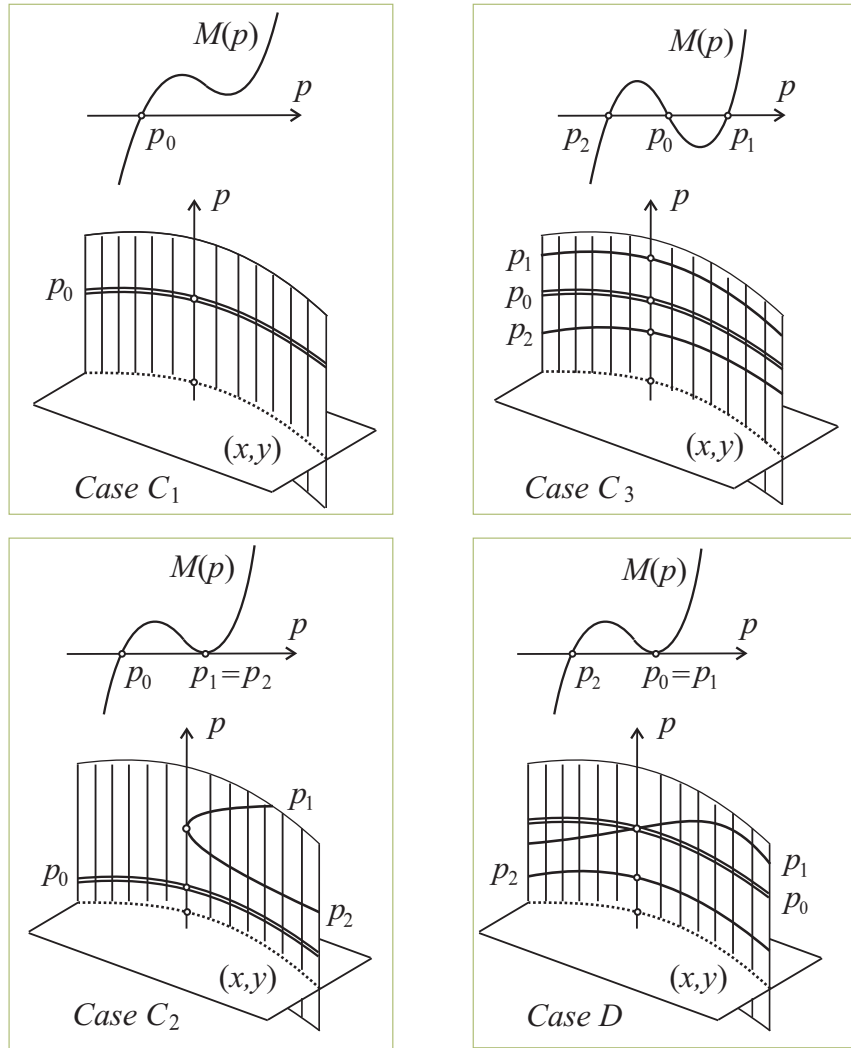 M(p)
p
p₀
p
p₀
(x,y)
Case C₁
M(p)
p
p₂ p₀ p₁
p
p₁
p₀
p₂
(x,y)
Case C₃
M(p)
p
p₀ p₁=p₂
p
p₁
p₀
p₂
(x,y)
Case C₂
M(p)
p
p₂ p₀=p₁
p
p₁
p₂
p₀
(x,y)
Case D